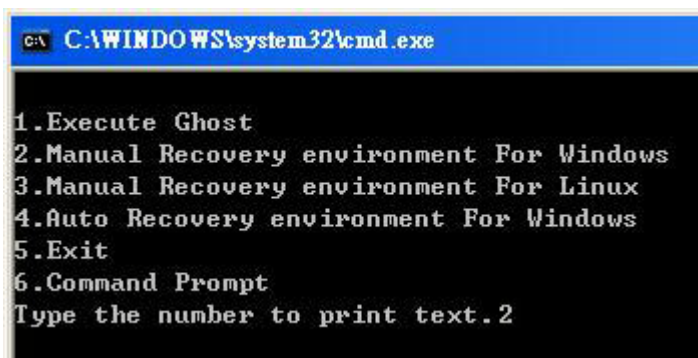 C:\WINDOWS\system32\cmd.exe
1.Execute Ghost
2.Manual Recovery environment For Windows
3.Manual Recovery environment For Linux
4.Auto Recovery environment For Windows
5.Exit
6.Command Prompt
Type the number to print text.2